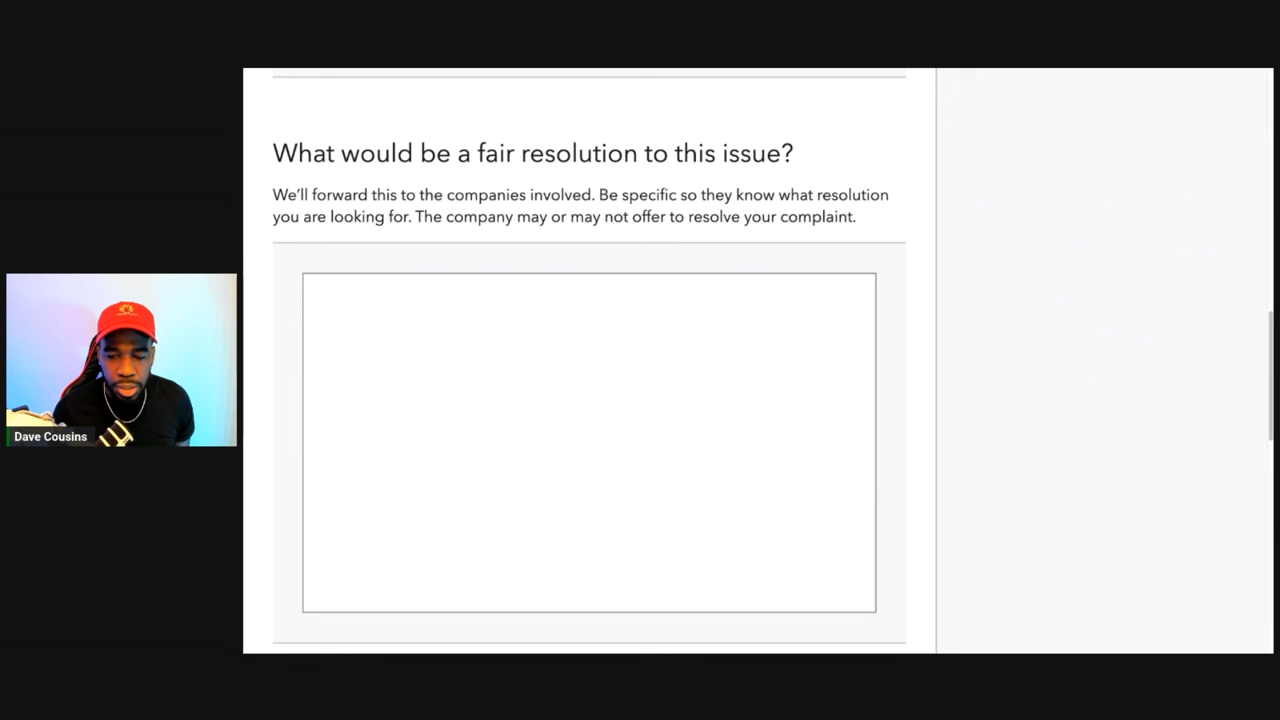 What would be a fair resolution to this issue?
We'll forward this to the companies involved. Be specific so they know what resolution
you are looking for. The company may or may not offer to resolve your complaint.
Dave Cousins